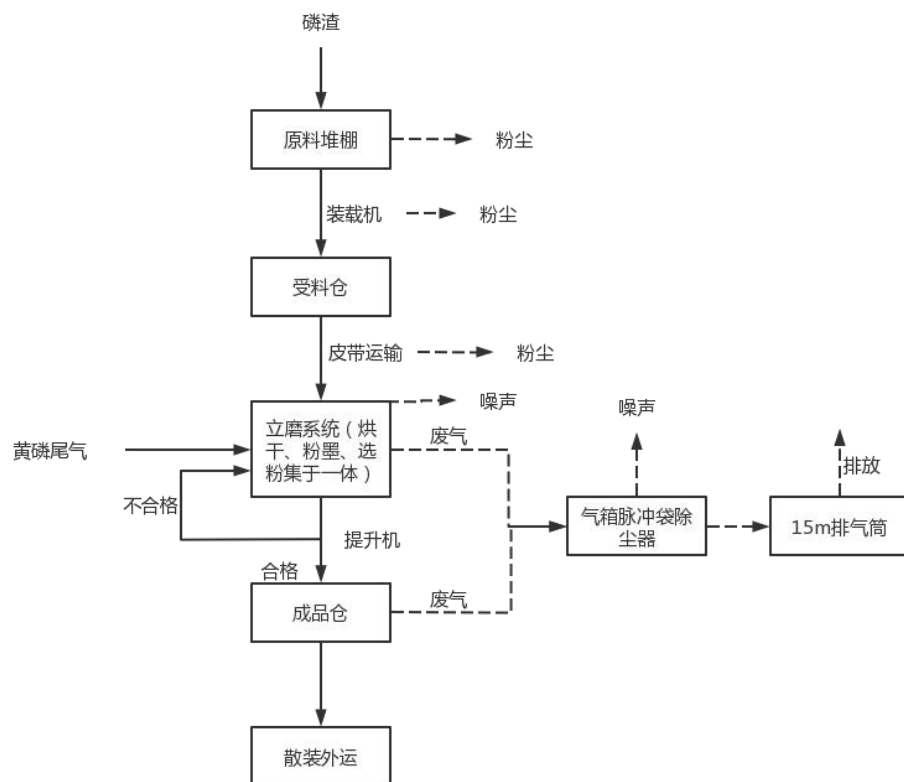 磷渣
原料堆棚
粉尘
装载机
粉尘
受料仓
皮带运输
粉尘
噪声
噪声
黄磷尾气
立磨系统（烘
干、粉墨、选
粉集于一体）
废气
排放
不合格
提升机
气箱脉冲袋除
尘器
15m排气筒
合格
成品仓
废气
散装外运